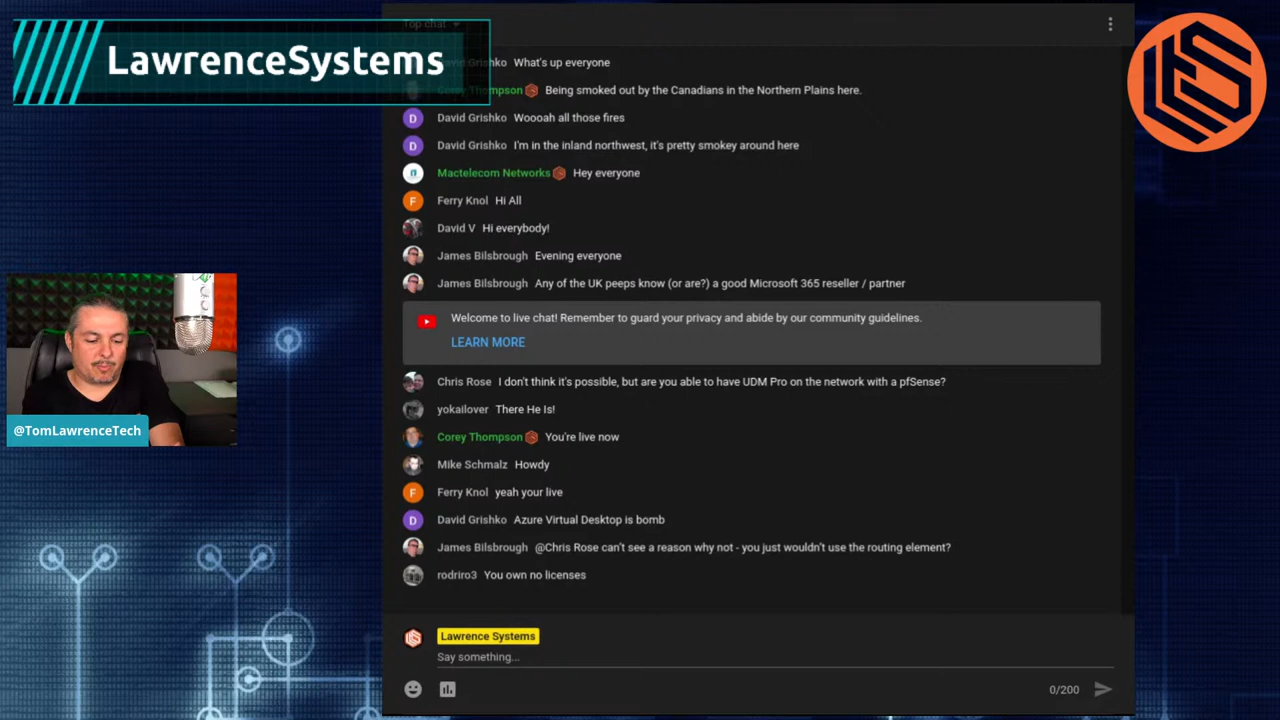 LawrenceSystems
Top chat
Grishko What's up everyone
Corey Thompson Being smoked out by the Canadians in the Northern Plains here.
D David Grishko Woooah all those fires
D David Grishko I'm in the inland northwest, it's pretty smokey around here
Mactelecom Networks Hey everyone
F Ferry Knol Hi All
David V Hi everybody!
James Bilsbrough Evening everyone
James Bilsbrough Any of the UK peeps know (or are?) a good Microsoft 365 reseller / partner
Welcome to live chat! Remember to guard your privacy and abide by our community guidelines.
LEARN MORE
Chris Rose I don't think it's possible, but are you able to have UDM Pro on the network with a pfSense?
yokailover There He Is!
@TomLawrenceTech
Corey Thompson You're live now
Mike Schmalz Howdy
F Ferry Knol yeah your live
D David Grishko Azure Virtual Desktop is bomb
James Bilsbrough @Chris Rose can't see a reason why not - you just wouldn't use the routing element?
rodriro3 You own no licenses
Lawrence Systems
Say something...
0/200